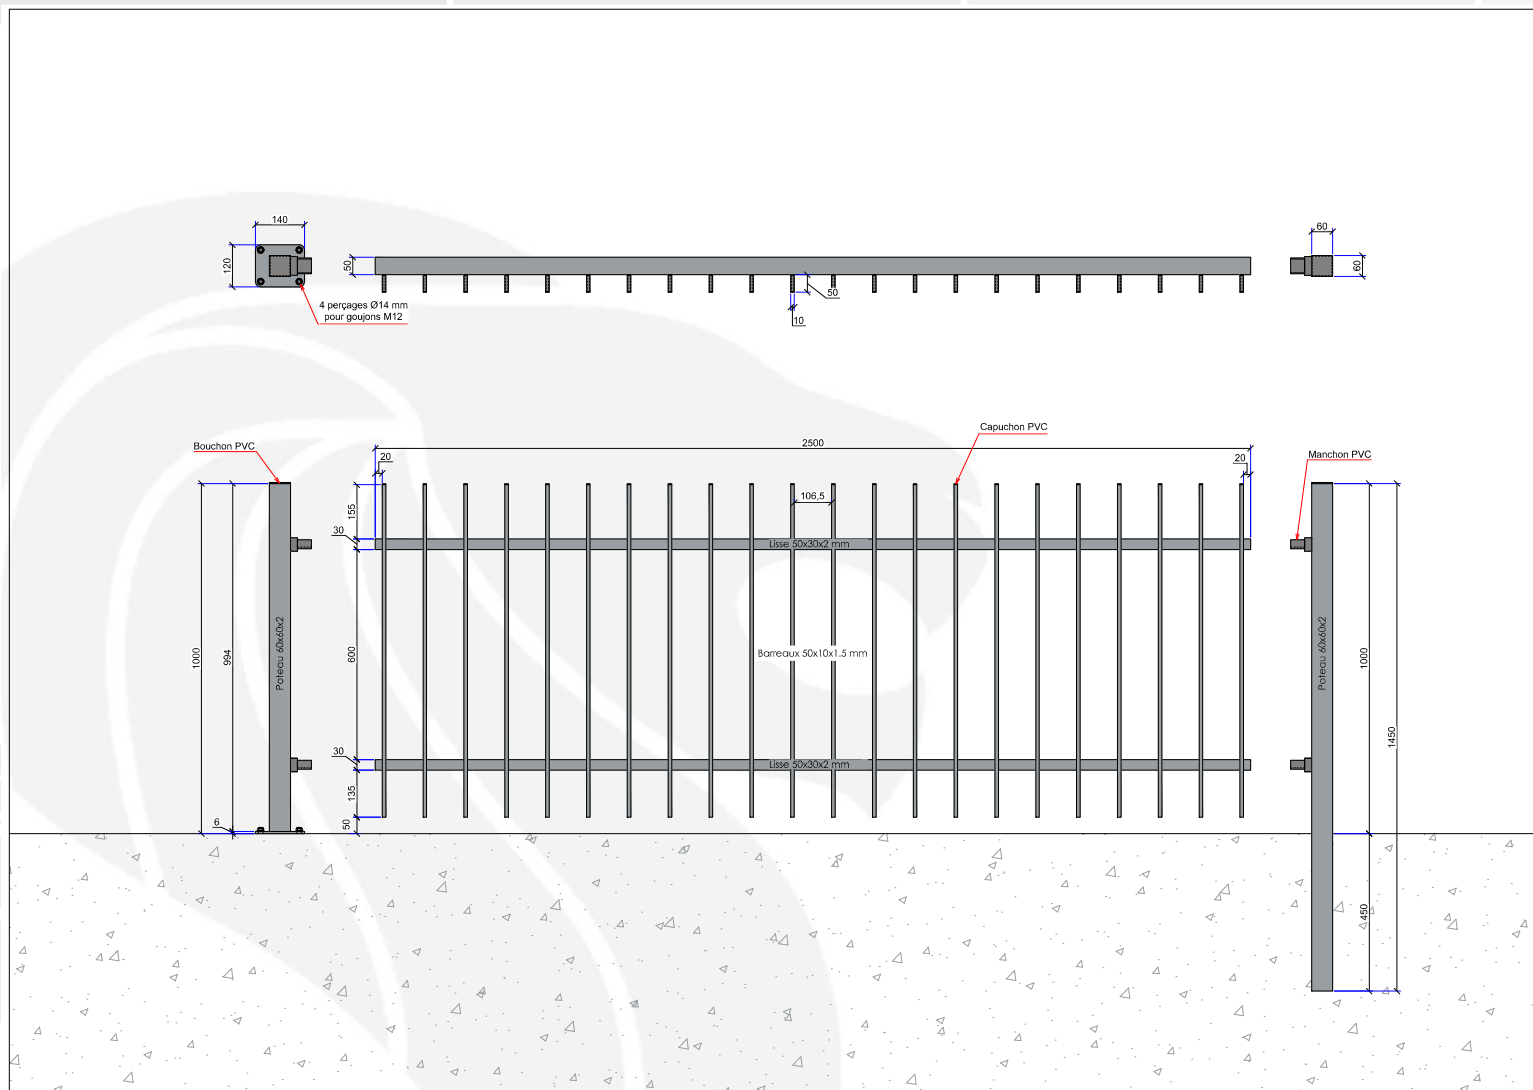 140
120
4 perçages Ø14 mm
pour goujons M12
50
50
10
60
60
Bouchon PVC
Capuchon PVC
Manchon PVC
2500
20
20
155
106,5
30
Lisse 50x30x2 mm
1000
994
Poteau 60x60x2
600
Barreaux 50x10x1.5 mm
Poteau 60x60x2
1000
1450
30
Lisse 50x30x2 mm
135
6
50
450